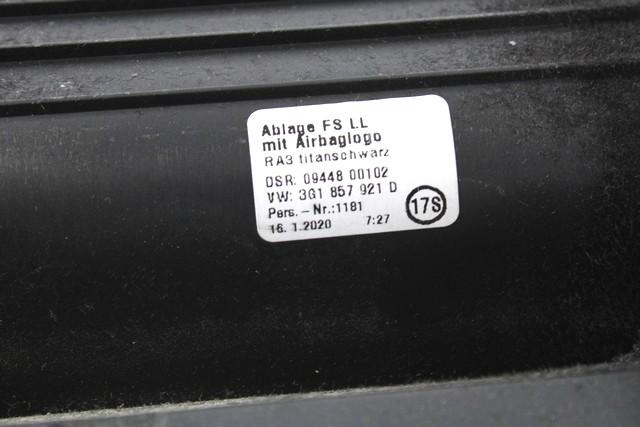 Ablage FS LL
mit Airbaglogo
RA3 titanschwarz
DSR: 09448 00102
VW: 3G1 857 921 D
Pers. - Nr.:1181
16. 1.2020 7:27
17S